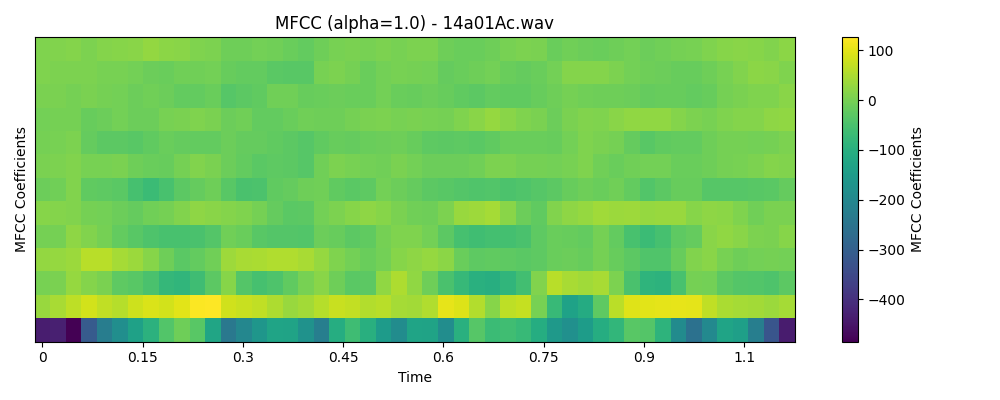 MFCC (alpha=1.0) - 14a01Ac.wav
MFCC Coefficients
0 0.15 0.3 0.45 0.6 0.75 0.9 1.1
Time
100
0
−100
−200
−300
−400
MFCC Coefficients